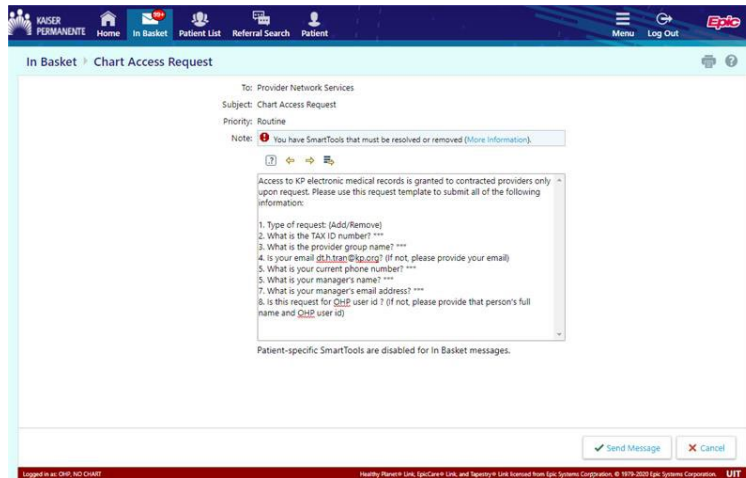 KAISER PERMANENTE
Home
In Basket
99+
Patient List
Referral Search
Patient
Menu
Log Out
Epic
In Basket
Chart Access Request
To: Provider Network Services
Subject: Chart Access Request
Priority: Routine
Note: You have SmartTools that must be resolved or removed (More Information).
Access to KP electronic medical records is granted to contracted providers only
upon request. Please use this request template to submit all of the following
information:
1. Type of request: {Add/Remove}
2. What is the TAX ID number? ***
3. What is the provider group name? ***
4. Is your email dt.h.tran@kp.org? (If not, please provide your email)
5. What is your current phone number? ***
5. What is your manager's name? ***
7. What is your manager's email address? ***
8. Is this request for OHP user id ? (If not, please provide that person's full
name and OHP user id)
Patient-specific SmartTools are disabled for In Basket messages.
Send Message
Cancel
Logged in as: OHP, NO CHART
Healthy Planet® Link, EpicCare® Link, and Tapestry® Link licensed from Epic Systems Corporation, © 1979-2020 Epic Systems Corporation.
UIT